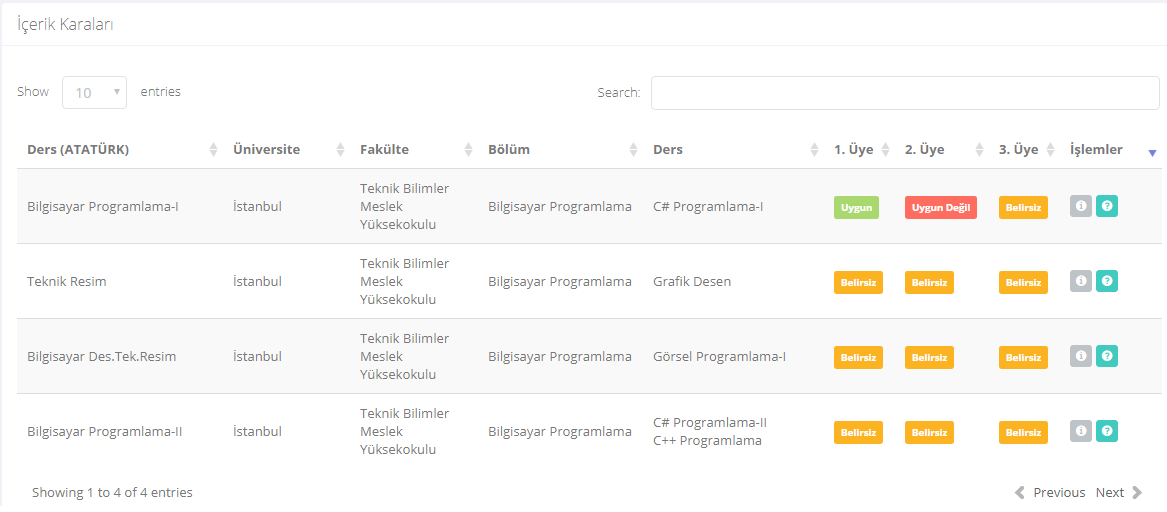 İçerik Karaları
Show 10 entries
Search:
Ders (ATATÜRK) Üniversite Fakülte Bölüm Ders 1. Üye 2. Üye 3. Üye İşlemler
Bilgisayar Programlama-I İstanbul Teknik Bilimler Meslek Yüksekokulu Bilgisayar Programlama C# Programlama-I Uygun Uygun Değil Belirsiz
Teknik Resim İstanbul Teknik Bilimler Meslek Yüksekokulu Bilgisayar Programlama Grafik Desen Belirsiz Belirsiz Belirsiz
Bilgisayar Des.Tek.Resim İstanbul Teknik Bilimler Meslek Yüksekokulu Bilgisayar Programlama Görsel Programlama-I Belirsiz Belirsiz Belirsiz
Bilgisayar Programlama-II İstanbul Teknik Bilimler Meslek Yüksekokulu Bilgisayar Programlama C# Programlama-II C++ Programlama Belirsiz Belirsiz Belirsiz
Showing 1 to 4 of 4 entries
Previous Next